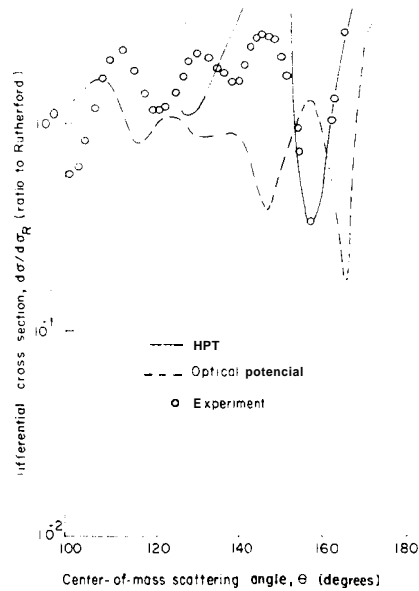 ifferential cross section, dσ/dσR (ratio to Rutherford)
10
10-1
HPT
Optical potencial
Experiment
10-2
100 120 140 160 180
Center-of-mass scattering angle, θ (degrees)